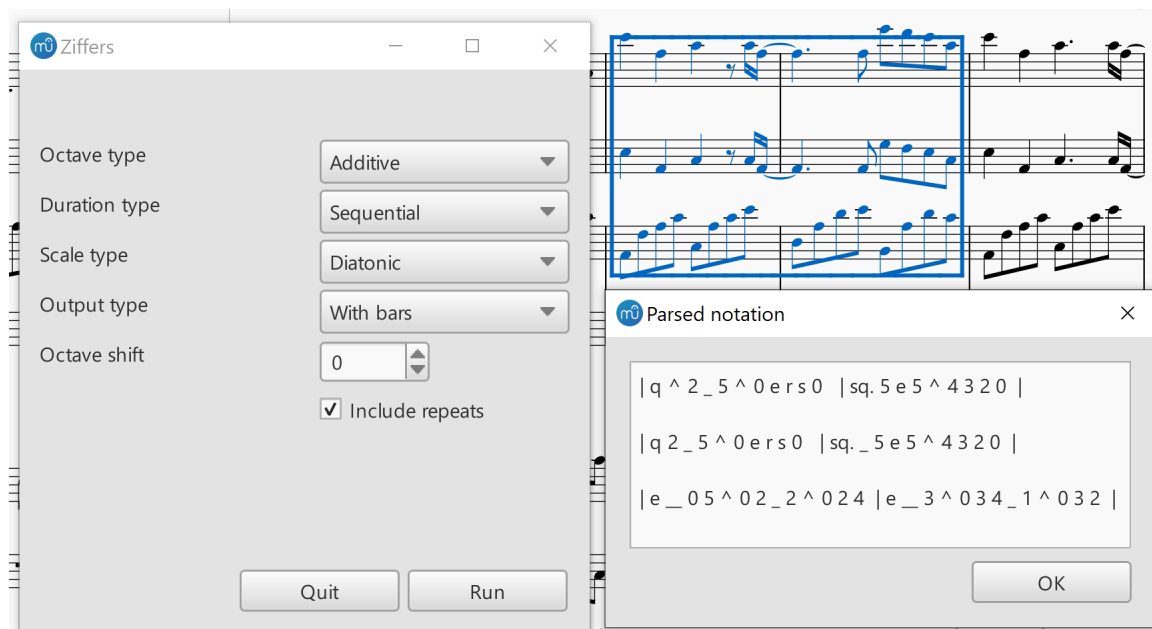 Ziffers
Octave type
Additive
Duration type
Sequential
Scale type
Diatonic
Output type
With bars
Octave shift
0
Include repeats
Quit
Run
Parsed notation
| q ^ 2 _ 5 ^ 0 e r s 0 | sq. 5 e 5 ^ 4 3 2 0 |
| q 2 _ 5 ^ 0 e r s 0 | sq. _ 5 e 5 ^ 4 3 2 0 |
| e __ 0 5 ^ 0 2 _ 2 ^ 0 2 4 | e __ 3 ^ 0 3 4 _ 1 ^ 0 3 2 |
OK